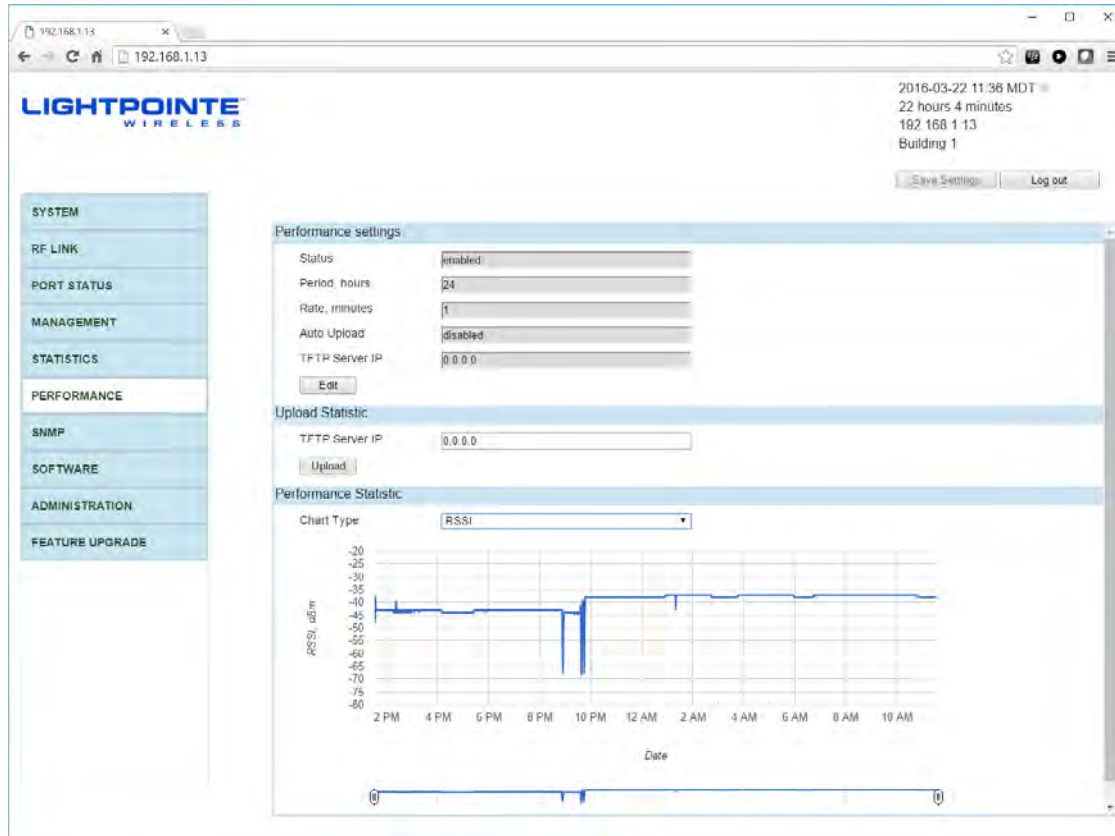 192.168.1.13
192.168.1.13
LIGHTPOINTE
WIRELESS
2016-03-22 11:36 MDT
22 hours 4 minutes
192.168.1.13
Building 1
Save Settings
Log out
SYSTEM
RF LINK
PORT STATUS
MANAGEMENT
STATISTICS
PERFORMANCE
SNMP
SOFTWARE
ADMINISTRATION
FEATURE UPGRADE
Performance settings
Status enabled
Period, hours 24
Rate, minutes 1
Auto Upload disabled
TFTP Server IP 0.0.0.0
Edit
Upload Statistic
TFTP Server IP 0.0.0.0
Upload
Performance Statistic
Chart Type RSSI
-20
-25
-30
-35
-40
-45
-50
-55
-60
-65
-70
-75
-80
RSSI, dBm
2 PM 4 PM 6 PM 8 PM 10 PM 12 AM 2 AM 4 AM 6 AM 8 AM 10 AM
Date